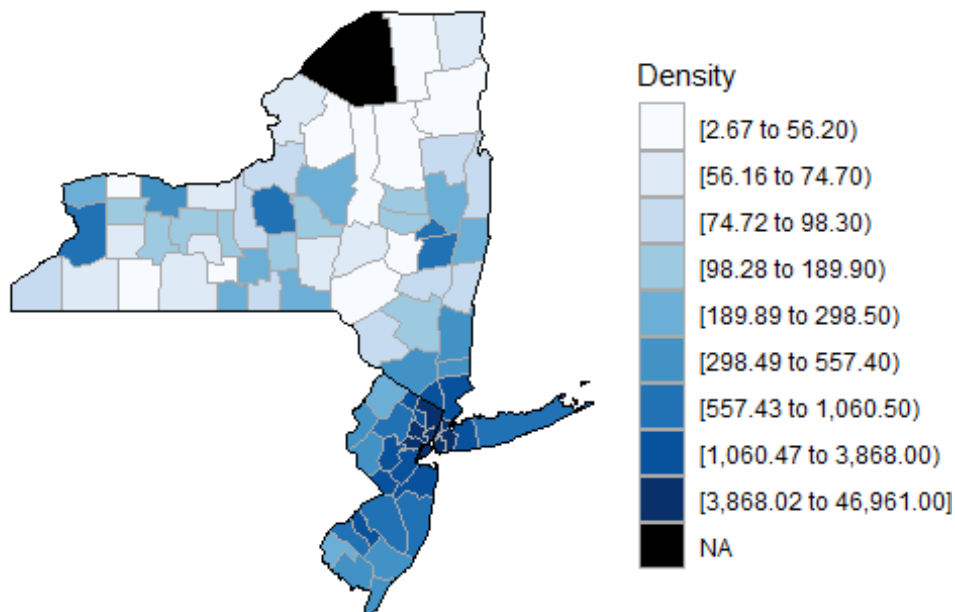 Density
[2.67 to 56.20)
[56.16 to 74.70)
[74.72 to 98.30)
[98.28 to 189.90)
[189.89 to 298.50)
[298.49 to 557.40)
[557.43 to 1,060.50)
[1,060.47 to 3,868.00)
[3,868.02 to 46,961.00]
NA